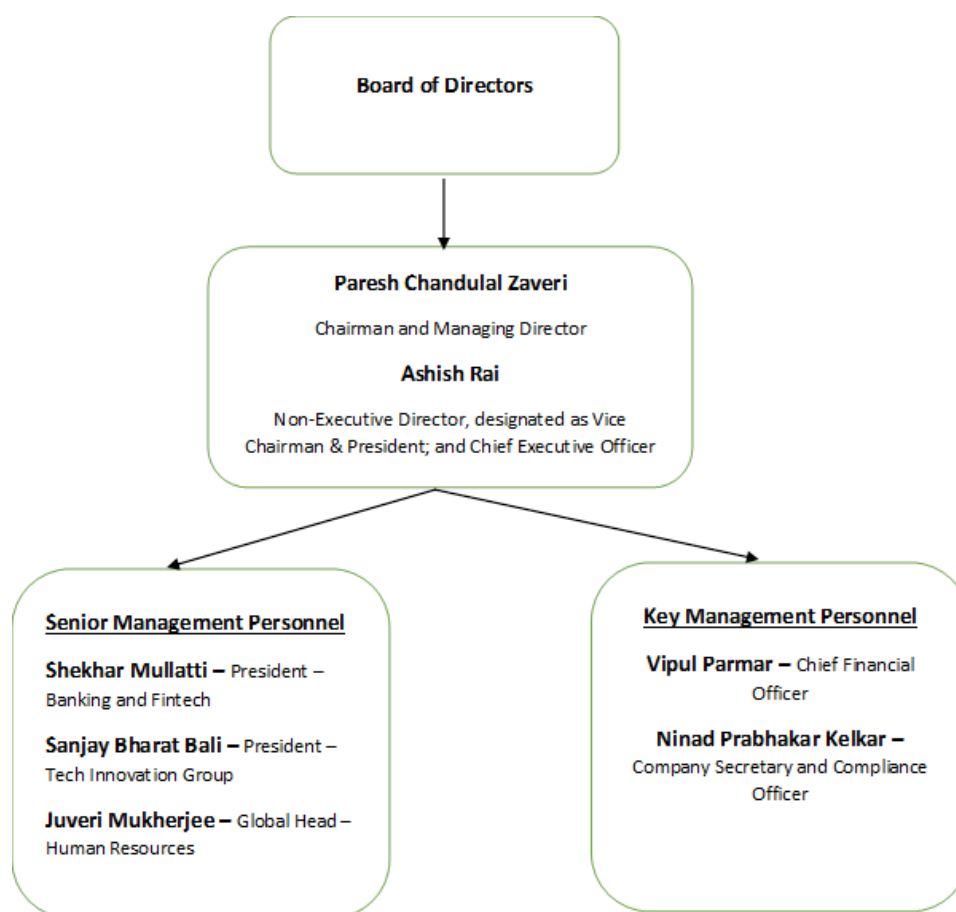 Board of Directors
Paresh Chandulal Zaveri
Chairman and Managing Director
Ashish Rai
Non-Executive Director, designated as Vice
Chairman & President; and Chief Executive Officer
Senior Management Personnel
Shekhar Mullatti – President –
Banking and Fintech
Sanjay Bharat Bali – President –
Tech Innovation Group
Juveri Mukherjee – Global Head –
Human Resources
Key Management Personnel
Vipul Parmar – Chief Financial
Officer
Ninad Prabhakar Kelkar –
Company Secretary and Compliance
Officer